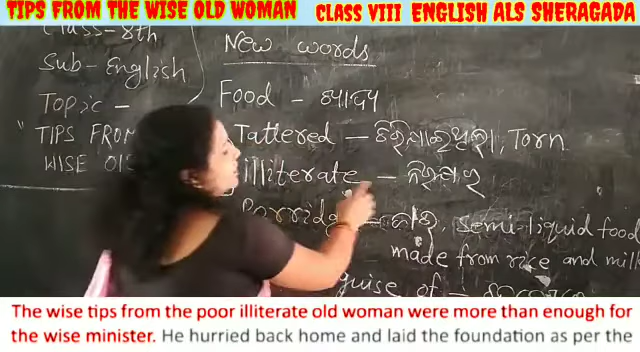 TIPS FROM THE WISE OLD WOMAN CLASS VIII ENGLISH ALS SHERAGADA
Class-8th
Sub-English
Topic -
"TIPS FROM
WISE OLD
New words
Food - ଖାଦ୍ୟ
Tattered - Torn
illiterate -
Semi-liquid food
made from rice and milk
guise of -
The wise tips from the poor illiterate old woman were more than enough for
the wise minister. He hurried back home and laid the foundation as per the